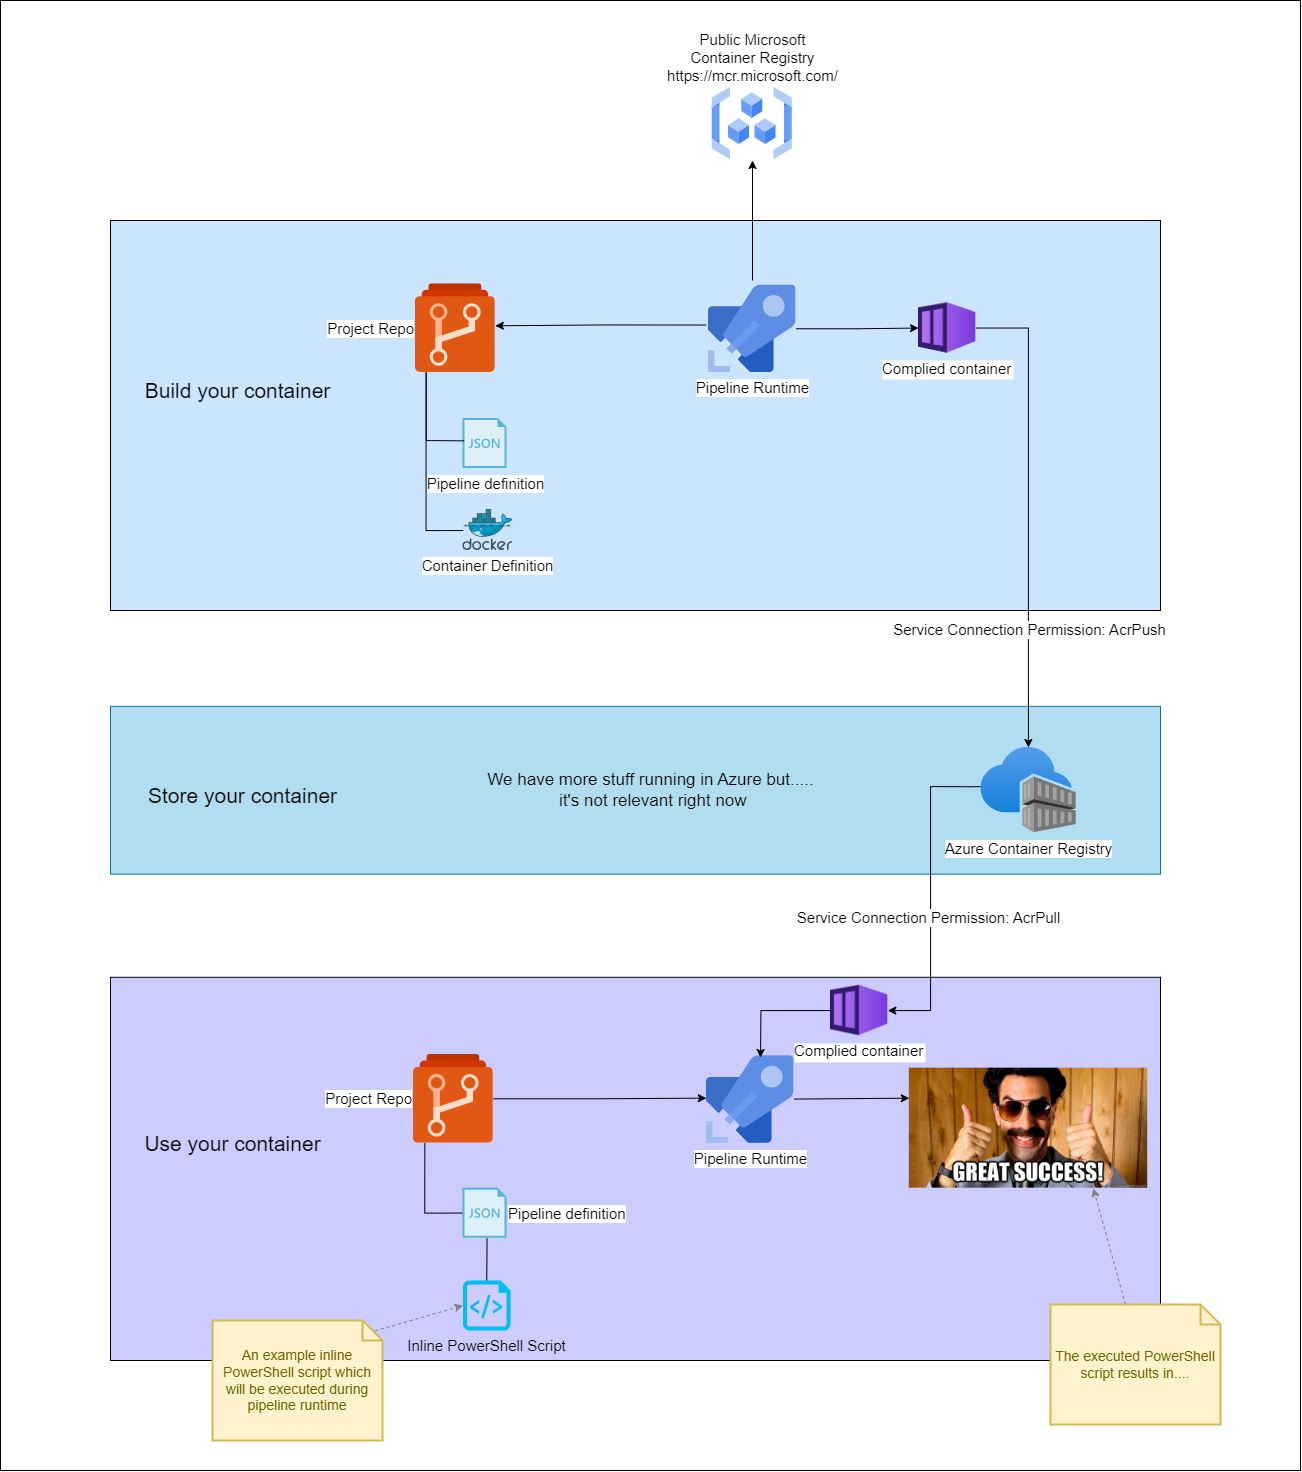 Public Microsoft
Container Registry
https://mcr.microsoft.com/
Project Repo
Pipeline Runtime
Complied container
Build your container
JSON
Pipeline definition
docker
Container Definition
Service Connection Permission: AcrPush
We have more stuff running in Azure but.....
it's not relevant right now
Store your container
Azure Container Registry
Service Connection Permission: AcrPull
Complied container
Project Repo
Pipeline Runtime
GREAT SUCCESS!
Use your container
JSON
Pipeline definition
</>
Inline PowerShell Script
An example inline
PowerShell script which
will be executed during
pipeline runtime
The executed PowerShell
script results in....